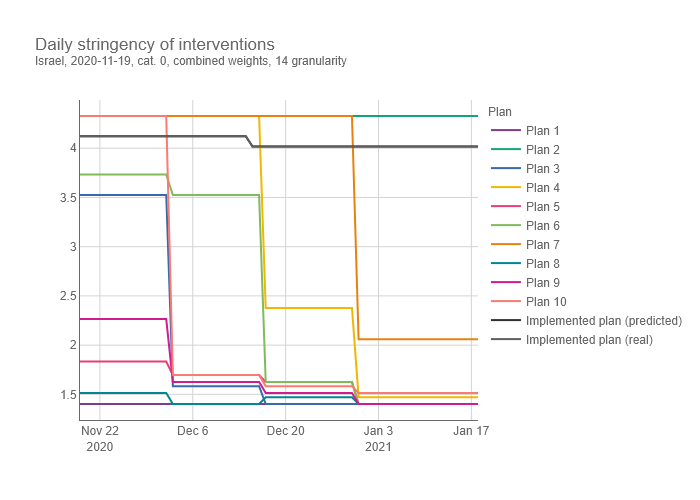 Daily stringency of interventions
Israel, 2020-11-19, cat. 0, combined weights, 14 granularity
Plan
Plan 1
Plan 2
Plan 3
Plan 4
Plan 5
Plan 6
Plan 7
Plan 8
Plan 9
Plan 10
Implemented plan (predicted)
Implemented plan (real)
4
3.5
3
2.5
2
1.5
Nov 22 Dec 6 Dec 20 Jan 3 Jan 17
2020 2021